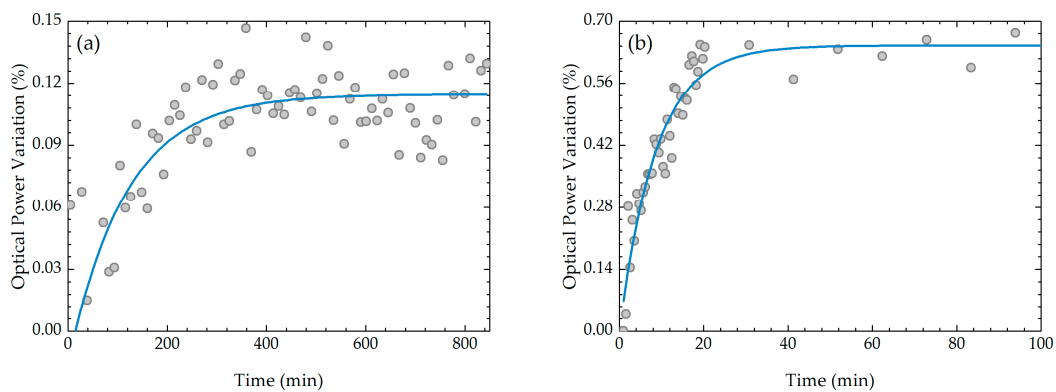 (a)
Optical Power Variation (%)
0.15
0.12
0.09
0.06
0.03
0.00
0 200 400 600 800
Time (min)
(b)
Optical Power Variation (%)
0.70
0.56
0.42
0.28
0.14
0.00
0 20 40 60 80 100
Time (min)